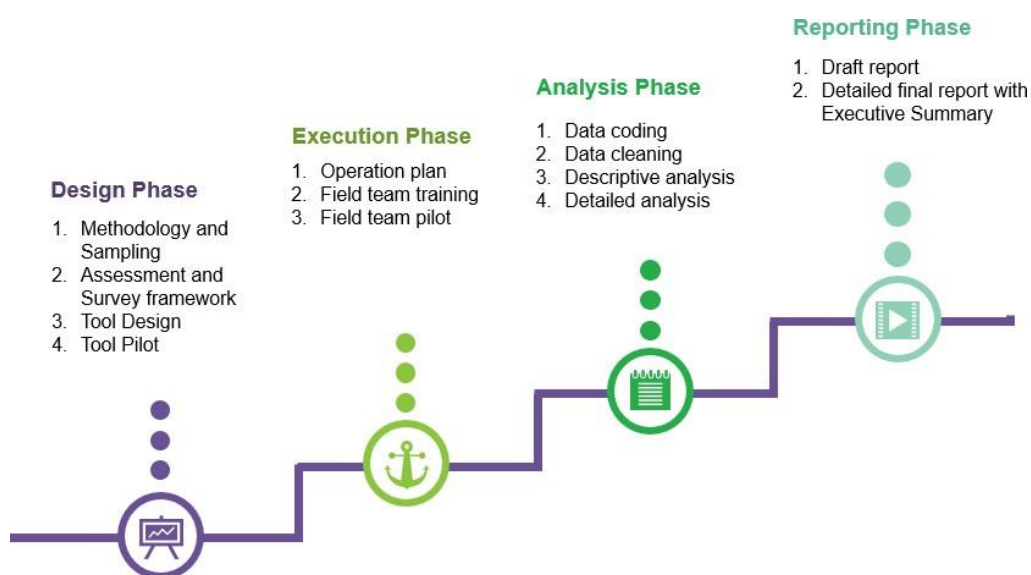 Design Phase
1. Methodology and
Sampling
2. Assessment and
Survey framework
3. Tool Design
4. Tool Pilot
Execution Phase
1. Operation plan
2. Field team training
3. Field team pilot
Analysis Phase
1. Data coding
2. Data cleaning
3. Descriptive analysis
4. Detailed analysis
Reporting Phase
1. Draft report
2. Detailed final report with
Executive Summary